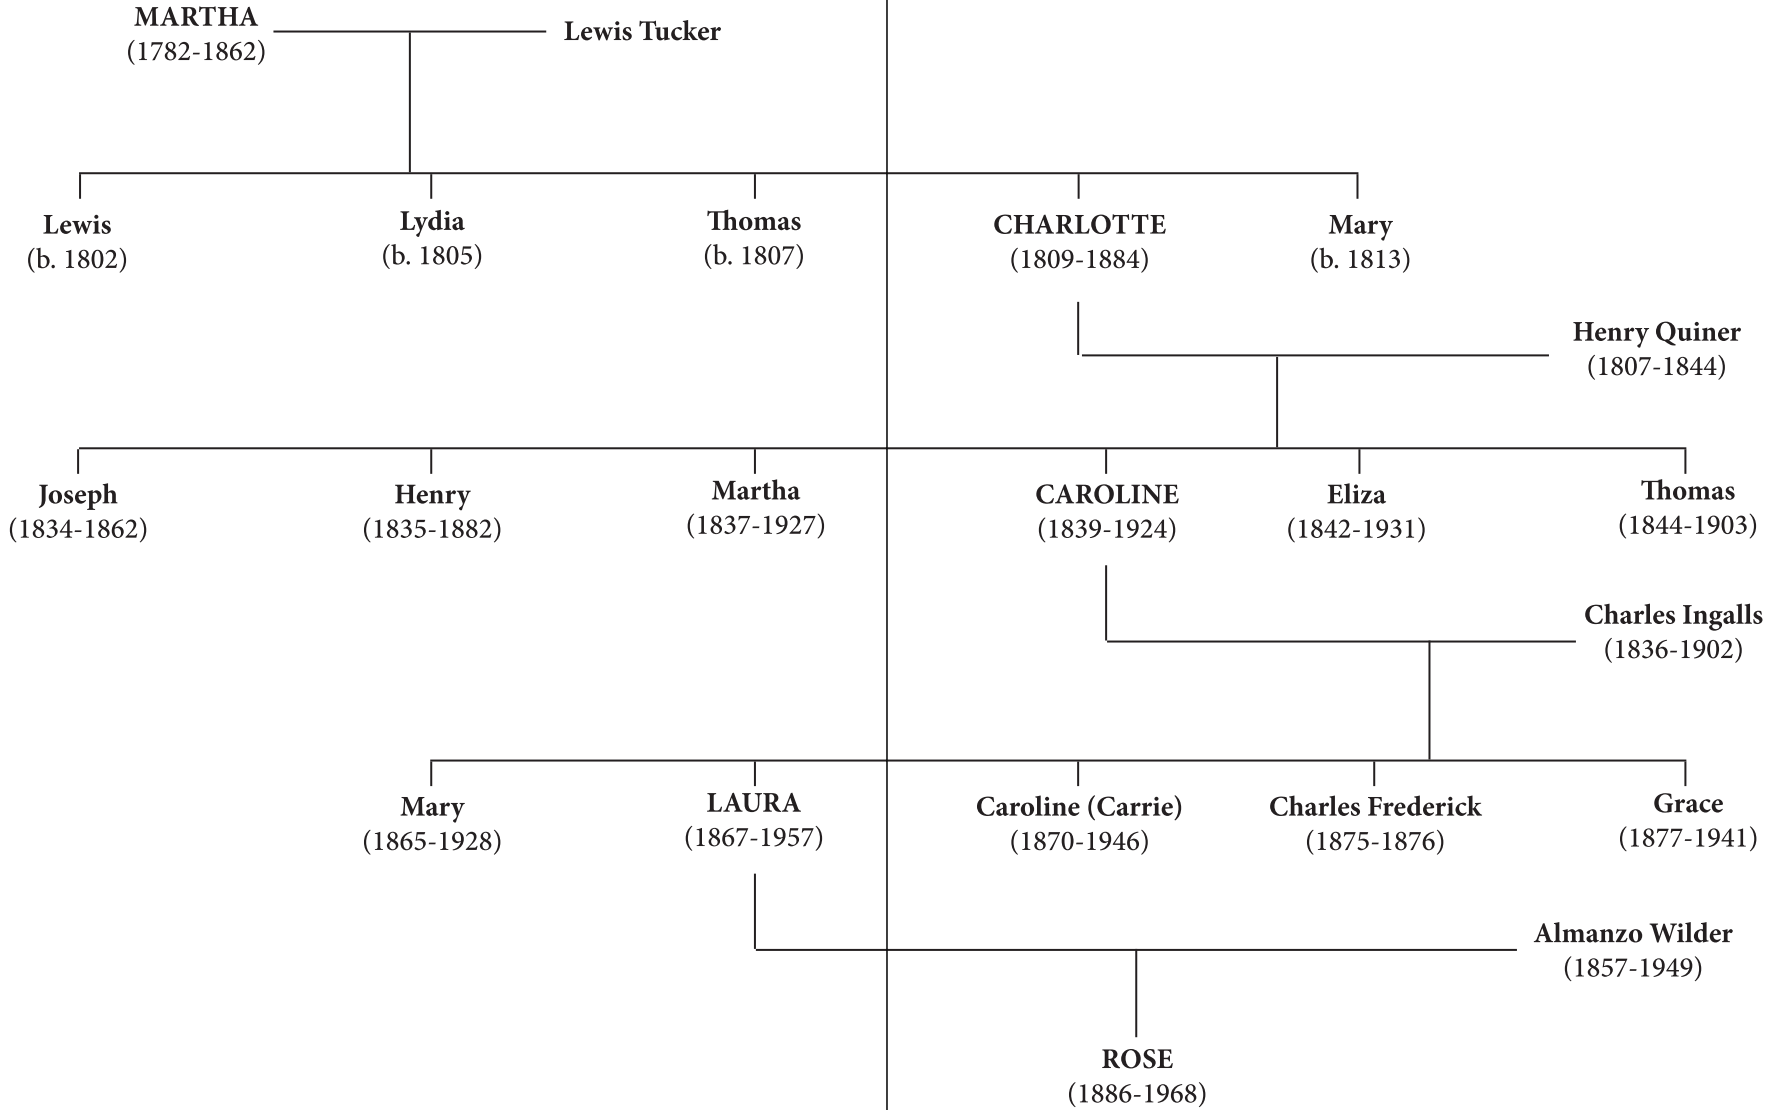 MARTHA
(1782-1862)
Lewis Tucker
Lewis
(b. 1802)
Lydia
(b. 1805)
Thomas
(b. 1807)
CHARLOTTE
(1809-1884)
Mary
(b. 1813)
Henry Quiner
(1807-1844)
Joseph
(1834-1862)
Henry
(1835-1882)
Martha
(1837-1927)
CAROLINE
(1839-1924)
Eliza
(1842-1931)
Thomas
(1844-1903)
Charles Ingalls
(1836-1902)
Mary
(1865-1928)
LAURA
(1867-1957)
Caroline (Carrie)
(1870-1946)
Charles Frederick
(1875-1876)
Grace
(1877-1941)
Almanzo Wilder
(1857-1949)
ROSE
(1886-1968)